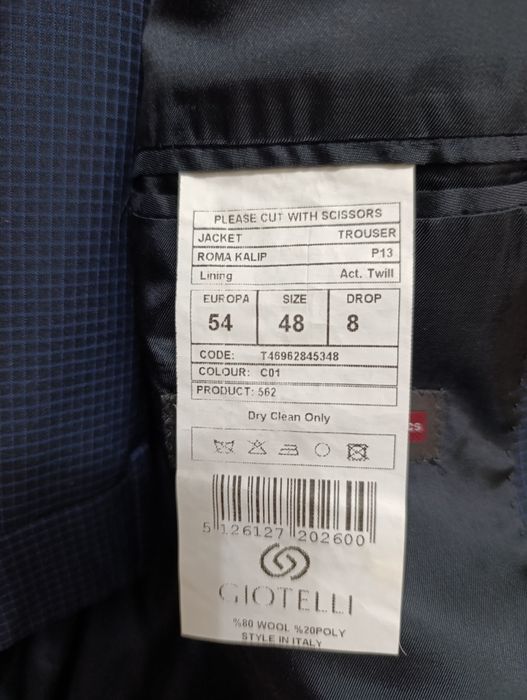 PLEASE CUT WITH SCISSORS
JACKET TROUSER
ROMA KALIP P13
Lining Act. Twill
EUROPA SIZE DROP
54 48 8
CODE: T46962845348
COLOUR: C01
PRODUCT: 562
Dry Clean Only
5 126127 202600
GIOTELLI
%80 WOOL %20POLY
STYLE IN ITALY